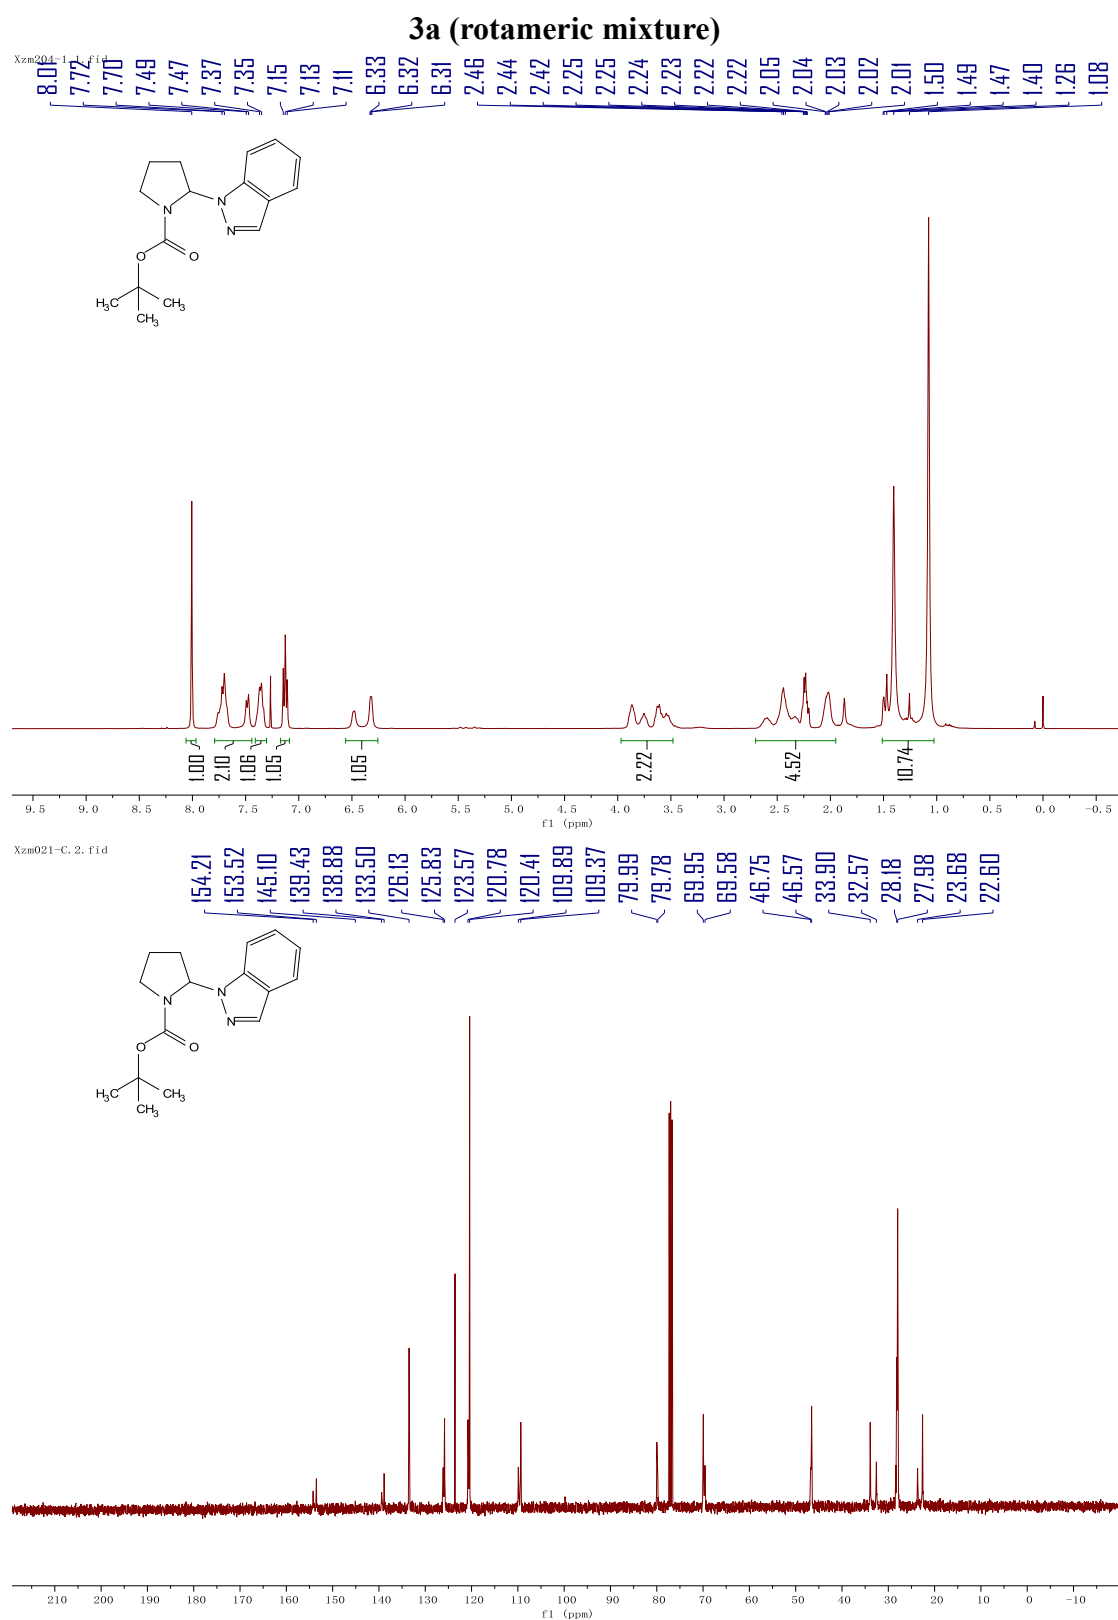 3a (rotameric mixture)
Xzm204-1.1.fid
8.01 7.72 7.70 7.49 7.47 7.37 7.35 7.15 7.13 7.11 6.33 6.32 6.31 2.46 2.44 2.42 2.25 2.25 2.24 2.23 2.22 2.22 2.05 2.04 2.03 2.02 2.01 1.50 1.49 1.47 1.40 1.26 1.08
N
N
N
O
O
H₃C
CH₃
CH₃
1.00 2.10 1.06 1.05 1.05 2.22 4.52 10.74
9.5 9.0 8.5 8.0 7.5 7.0 6.5 6.0 5.5 5.0 4.5 4.0 3.5 3.0 2.5 2.0 1.5 1.0 0.5 0.0 -0.5
f1 (ppm)
Xzm021-C.2.fid
154.21 153.52 145.10 139.43 138.88 133.50 126.13 125.83 123.57 120.78 120.41 109.89 109.37 79.99 79.78 69.95 69.58 46.75 46.57 33.90 32.57 28.18 27.98 23.68 22.60
N
N
N
O
O
H₃C
CH₃
CH₃
210 200 190 180 170 160 150 140 130 120 110 100 90 80 70 60 50 40 30 20 10 0 -10
f1 (ppm)